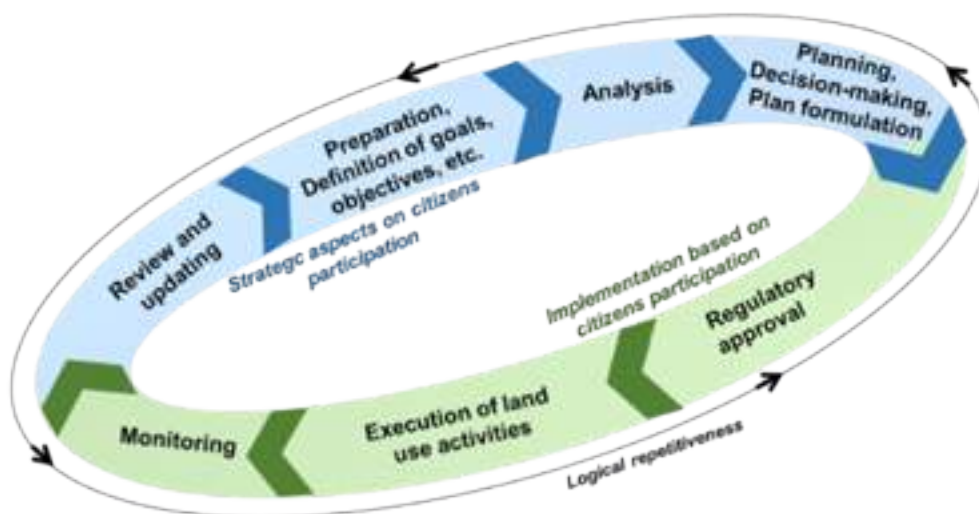 Planning,
Decision-making,
Plan formulation
Analysis
Preparation,
Definition of goals,
objectives, etc.
Review and
updating
Strategc aspects on citizens
participation
Implementation based on
citizens participation
Regulatory
approval
Execution of land
use activities
Monitoring
Logical repetitiveness